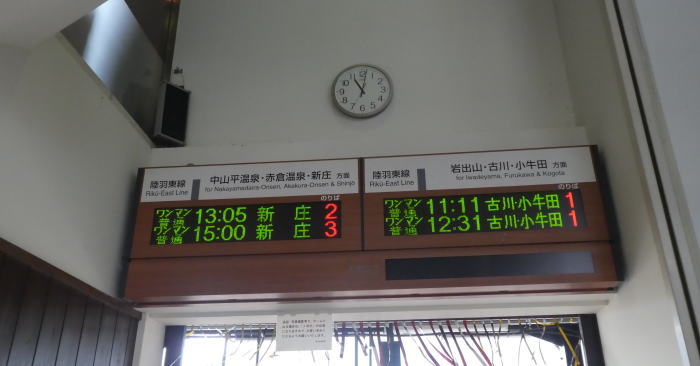 陸羽東線
Rikū-East Line
中山平温泉・赤倉温泉・新庄 方面
for Nakayamadaira-Onsen, Akakura-Onsen & Shinjo
のりば
ワンマン 普通 13:05 新 庄 2
ワンマン 普通 15:00 新 庄 3
陸羽東線
Rikū-East Line
岩出山・古川・小牛田 方面
for Iwadeyama, Furukawa & Kogota
のりば
ワンマン 普通 11:11 古川・小牛田 1
ワンマン 普通 12:31 古川・小牛田 1